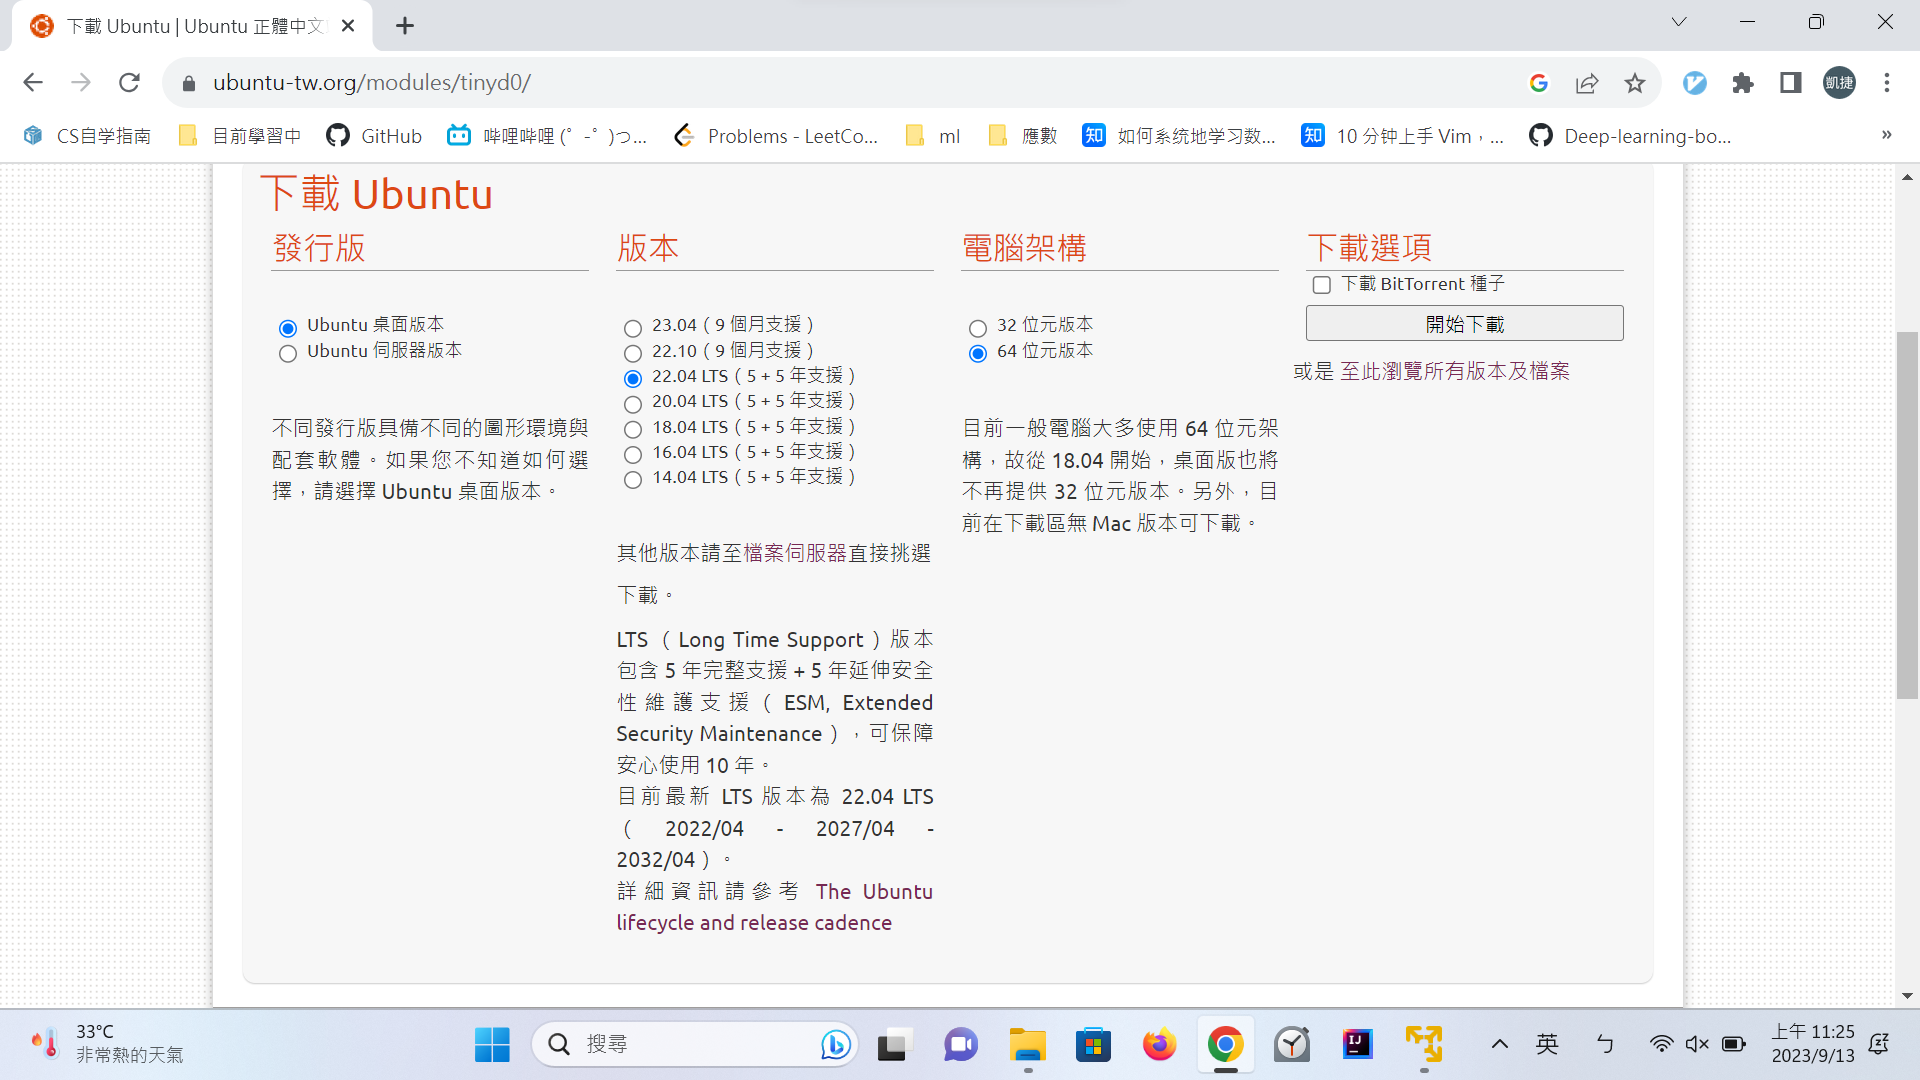 下載 Ubuntu | Ubuntu 正體中文
ubuntu-tw.org/modules/tinyd0/
凱捷
CS自学指南
目前學習中
GitHub
哔哩哔哩 (゜-゜)つ...
Problems - LeetCo...
ml
應數
知
如何系统地学习数...
知
10 分钟上手 Vim，...
Deep-learning-bo...
»
下載 Ubuntu
發行版
Ubuntu 桌面版本
Ubuntu 伺服器版本
不同發行版具備不同的圖形環境與
配套軟體。如果您不知道如何選
擇，請選擇 Ubuntu 桌面版本。
版本
23.04 ( 9 個月支援 )
22.10 ( 9 個月支援 )
22.04 LTS ( 5 + 5 年支援 )
20.04 LTS ( 5 + 5 年支援 )
18.04 LTS ( 5 + 5 年支援 )
16.04 LTS ( 5 + 5 年支援 )
14.04 LTS ( 5 + 5 年支援 )
其他版本請至檔案伺服器直接挑選
下載。
LTS ( Long Time Support ) 版本
包含 5 年完整支援 + 5 年延伸安全
性維護支援 ( ESM, Extended
Security Maintenance )，可保障
安心使用 10 年。
目前最新 LTS 版本為 22.04 LTS
( 2022/04 - 2027/04 -
2032/04 )。
詳細資訊請參考 The Ubuntu
lifecycle and release cadence
電腦架構
32 位元版本
64 位元版本
目前一般電腦大多使用 64 位元架
構，故從 18.04 開始，桌面版也將
不再提供 32 位元版本。另外，目
前在下載區無 Mac 版本可下載。
下載選項
下載 BitTorrent 種子
開始下載
或是 至此瀏覽所有版本及檔案
33°C
非常熱的天氣
搜尋
IJ
英
ㄅ
上午 11:25
2023/9/13